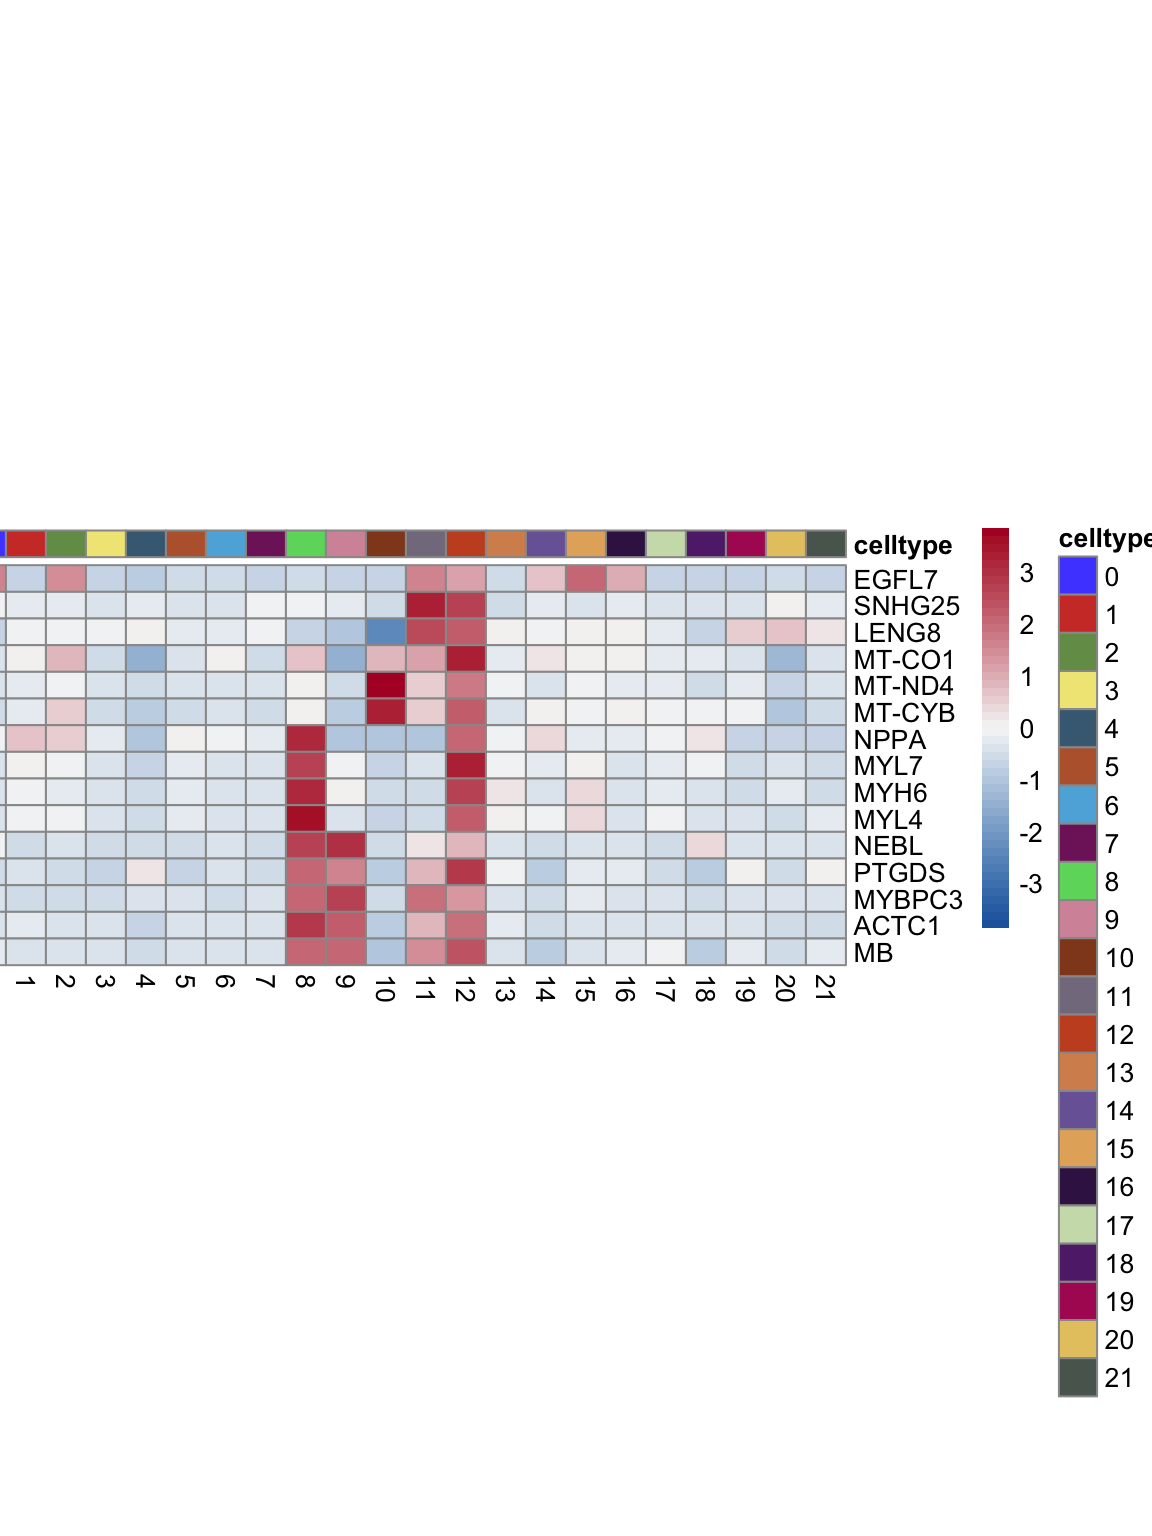 celltype
EGFL7
SNHG25
LENG8
MT-CO1
MT-ND4
MT-CYB
NPPA
MYL7
MYH6
MYL4
NEBL
PTGDS
MYBPC3
ACTC1
MB
1 2 3 4 5 6 7 8 9 10 11 12 13 14 15 16 17 18 19 20 21
3
2
1
0
-1
-2
-3
celltype
0
1
2
3
4
5
6
7
8
9
10
11
12
13
14
15
16
17
18
19
20
21